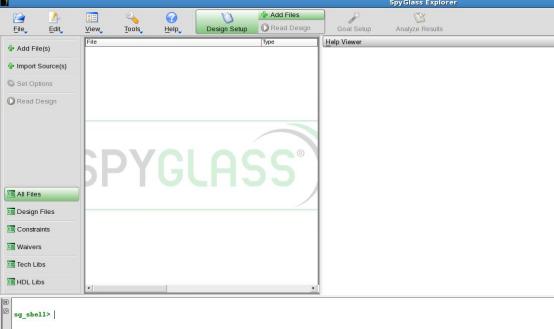 SpyGlass Explorer
File Edit View Tools Help Design Setup Add Files Read Design Goal Setup Analyze Results
Add File(s)
Import Source(s)
Set Options
Read Design
File Type
Help Viewer
SPYGLASS®
All Files
Design Files
Constraints
Waivers
Tech Libs
HDL Libs
sg_shell>